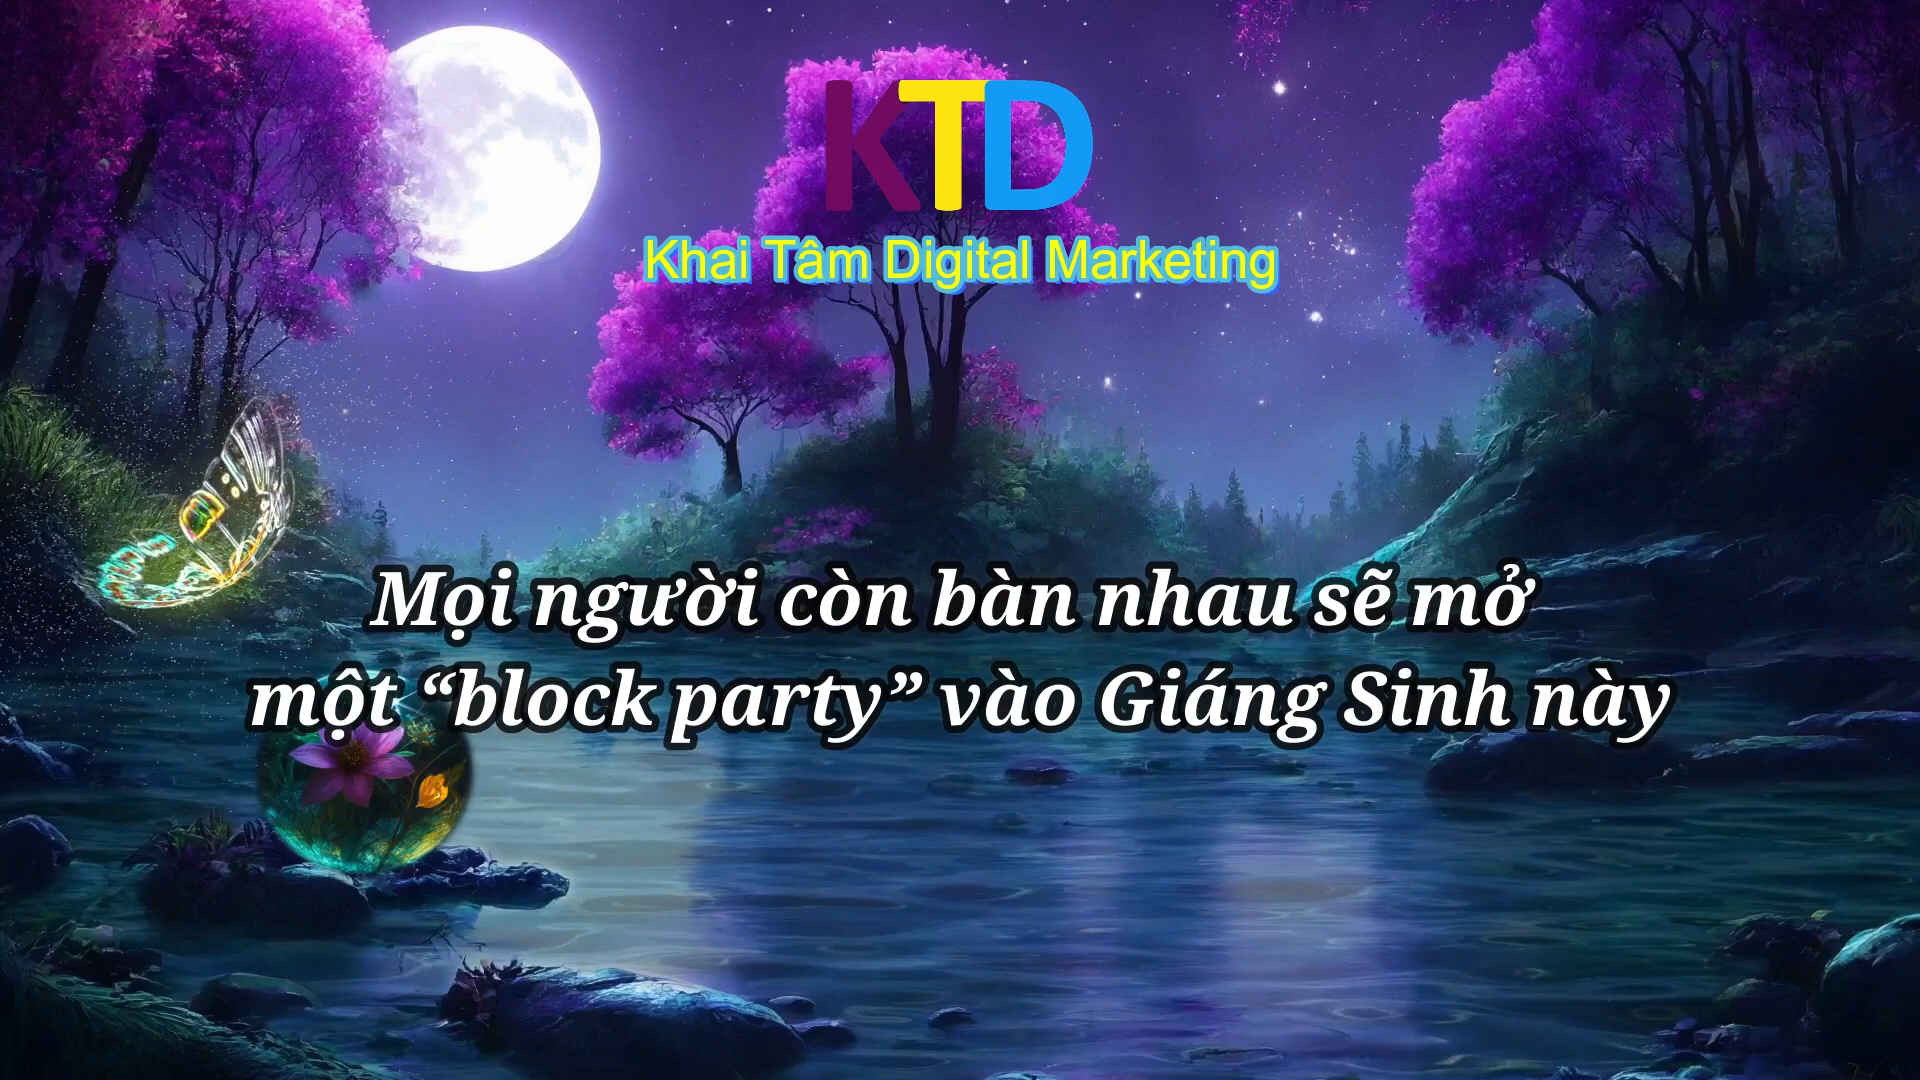 KTD
Khai Tâm Digital Marketing
Mọi người còn bàn nhau sẽ mở
một “block party” vào Giáng Sinh này